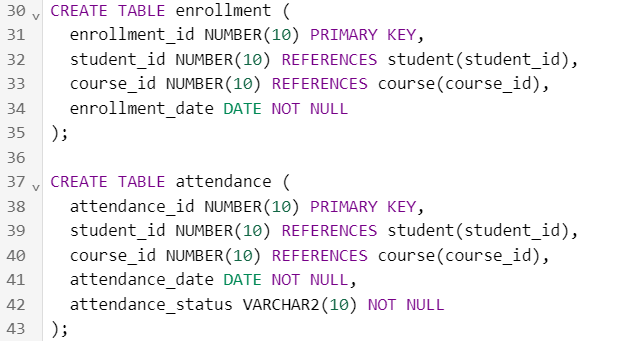 30 CREATE TABLE enrollment (
31   enrollment_id NUMBER(10) PRIMARY KEY,
32   student_id NUMBER(10) REFERENCES student(student_id),
33   course_id NUMBER(10) REFERENCES course(course_id),
34   enrollment_date DATE NOT NULL
35 );
36
37 CREATE TABLE attendance (
38   attendance_id NUMBER(10) PRIMARY KEY,
39   student_id NUMBER(10) REFERENCES student(student_id),
40   course_id NUMBER(10) REFERENCES course(course_id),
41   attendance_date DATE NOT NULL,
42   attendance_status VARCHAR2(10) NOT NULL
43 );